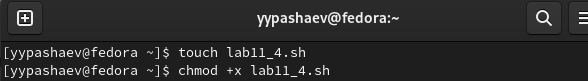 yypashaev@fedora:~
[yypashaev@fedora ~]$ touch lab11_4.sh
[yypashaev@fedora ~]$ chmod +x lab11_4.sh